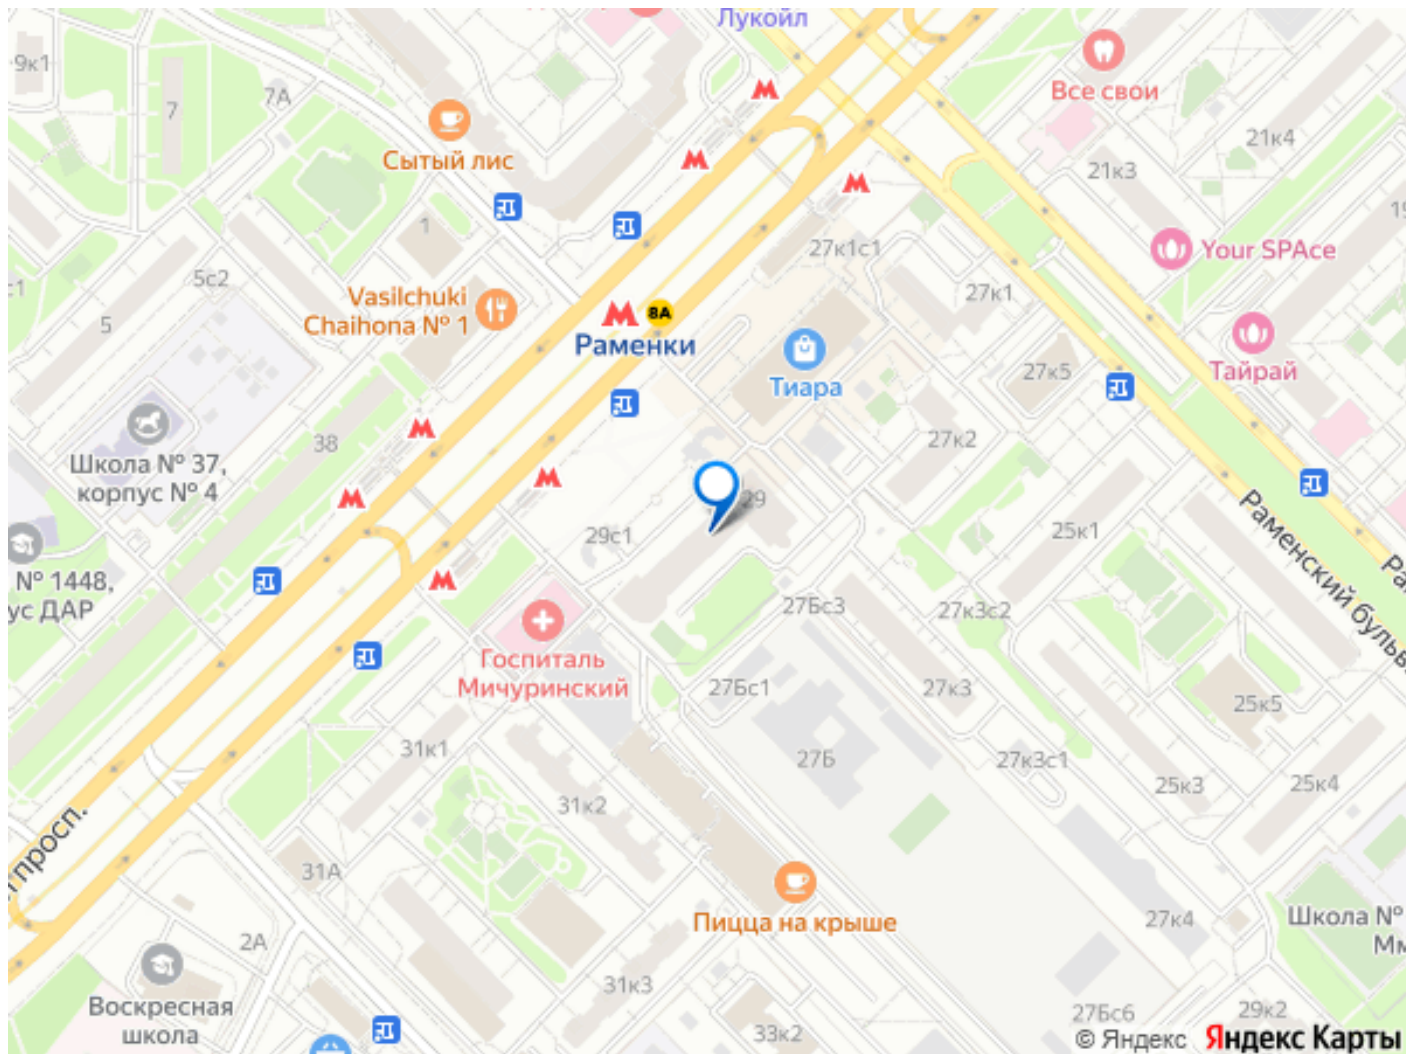 Лукойл
9к1
7
7А
Сытый лис
Все свои
21к4
21к3
1
27к1с1
Your SPAce
5с2
Vasilchuki
Chaihona № 1
5
8А
Раменки
27к1
Тиара
27к5
Тайрай
38
27к2
Школа № 37,
корпус № 4
29
29с1
25к1
Раменский бульв
№ 1448,
ус ДАР
27Бс3
27к3с2
Госпиталь
Мичуринский
27Бс1
27к3
25к5
31к1
27Б
27к3с1
25к3
25к4
31к2
просп.
31А
Пицца на крыше
27к4
Школа №
2А
Воскресная
школа
31к3
33к2
27Бс6
29к2
© Яндекс
Яндекс Карты